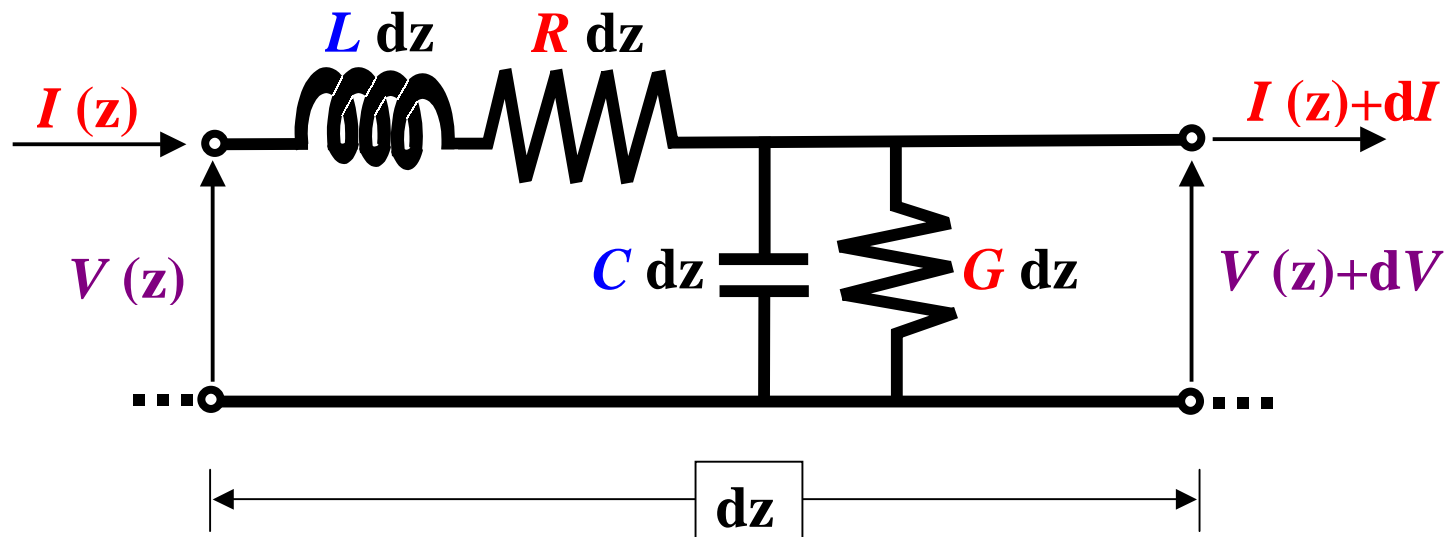 L dz
R dz
I (z)
I (z)+dI
V (z)
C dz
G dz
V (z)+dV
dz